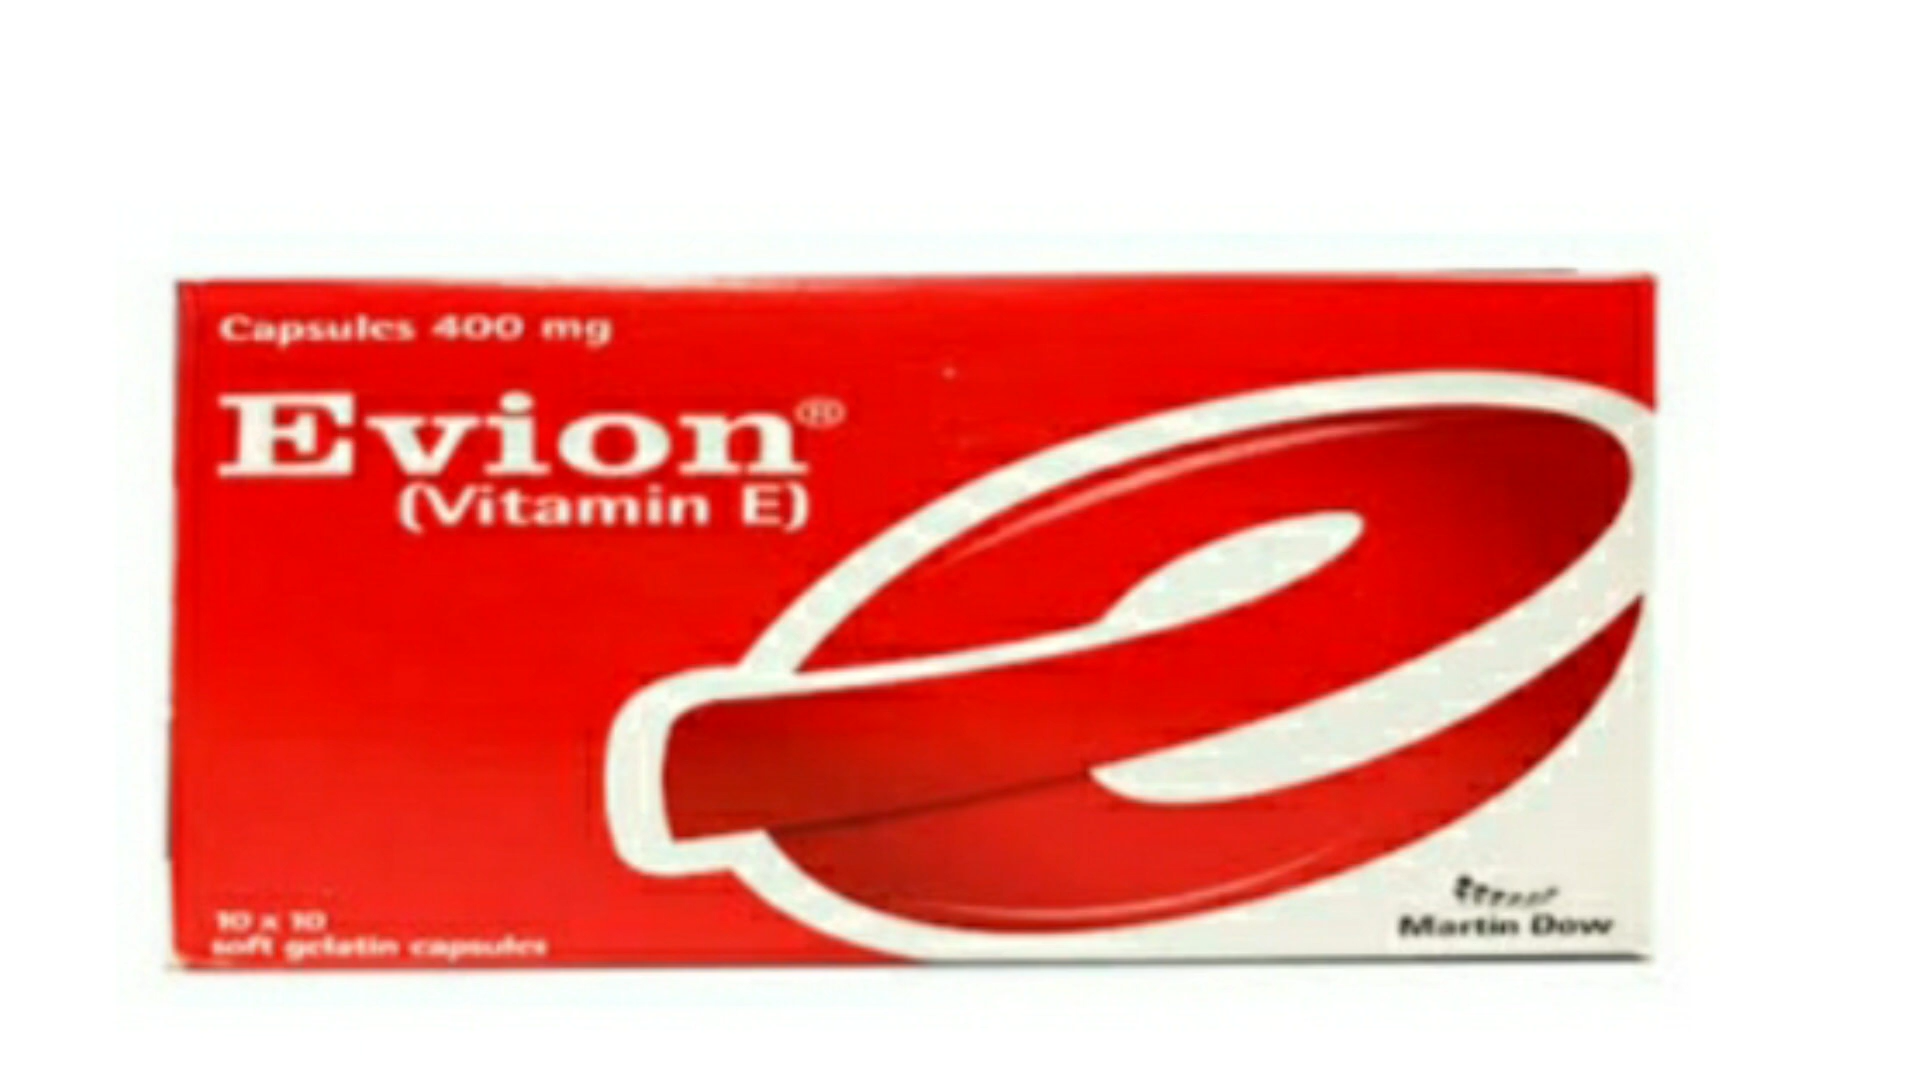 Capsules 400 mg
Evion®
(Vitamin E)
10 x 10
soft gelatin capsules
Martin Dow